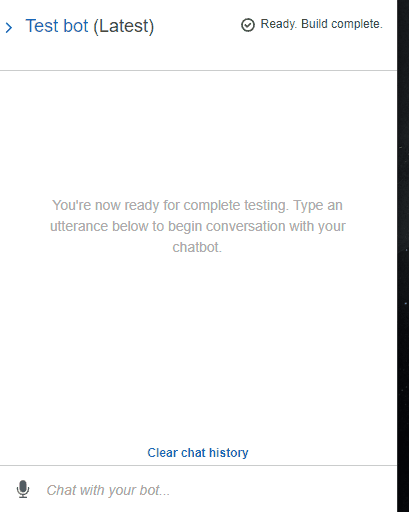 Test bot (Latest)
Ready. Build complete.
You're now ready for complete testing. Type an
utterance below to begin conversation with your
chatbot.
Clear chat history
Chat with your bot...